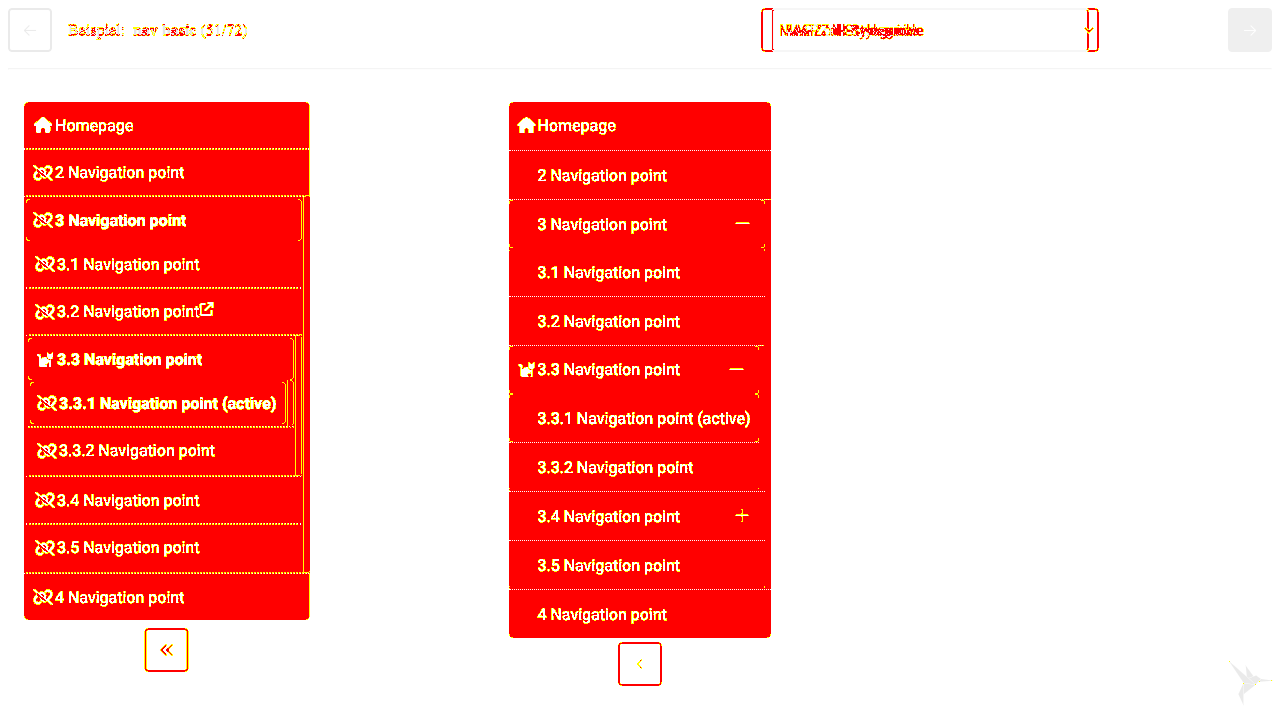 Beispiel: nav basic (51/72)
Homepage
2 Navigation point
3 Navigation point
3.1 Navigation point
3.2 Navigation point
3.3 Navigation point
3.3.1 Navigation point (active)
3.3.2 Navigation point
3.4 Navigation point
3.5 Navigation point
4 Navigation point
Homepage
2 Navigation point
3 Navigation point
3.1 Navigation point
3.2 Navigation point
3.3 Navigation point
3.3.1 Navigation point (active)
3.3.2 Navigation point
3.4 Navigation point
3.5 Navigation point
4 Navigation point